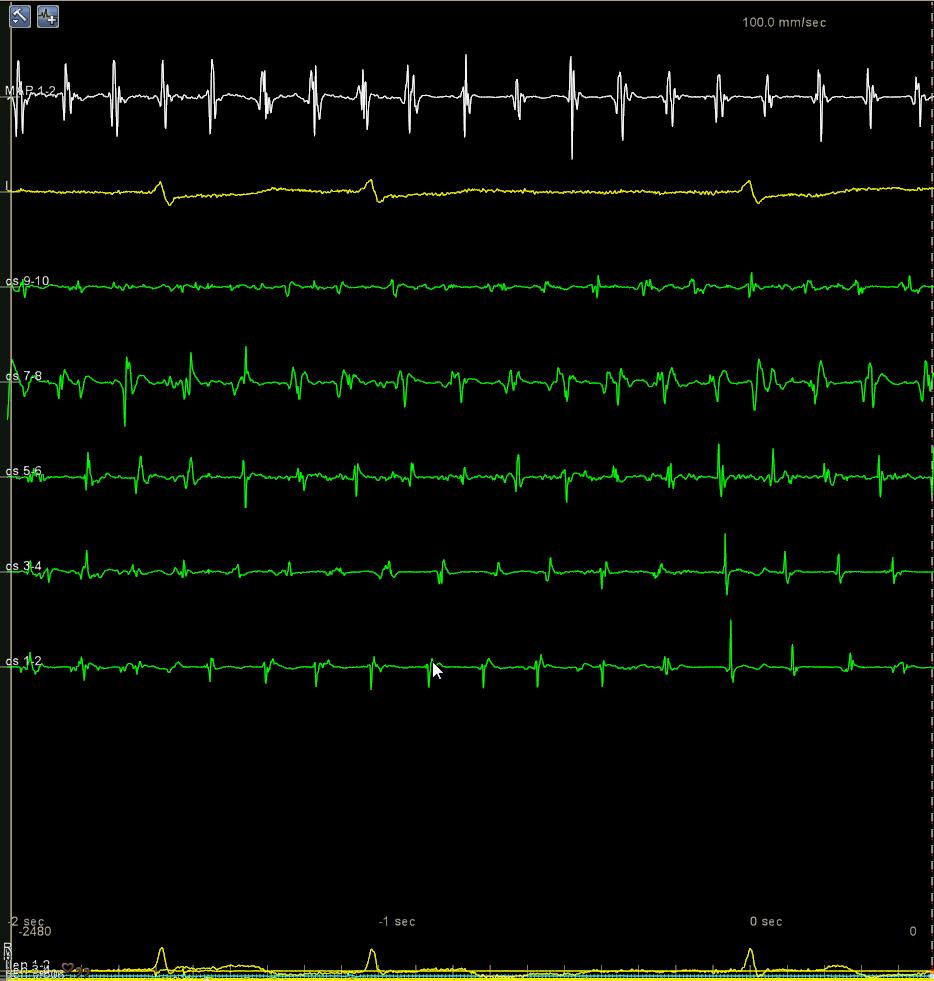 100.0 mm/sec
MAP 1-2
I
cs 9-10
cs 7-8
cs 5-6
cs 3-4
cs 1-2
-2 sec
-1 sec
0 sec
-2480
0